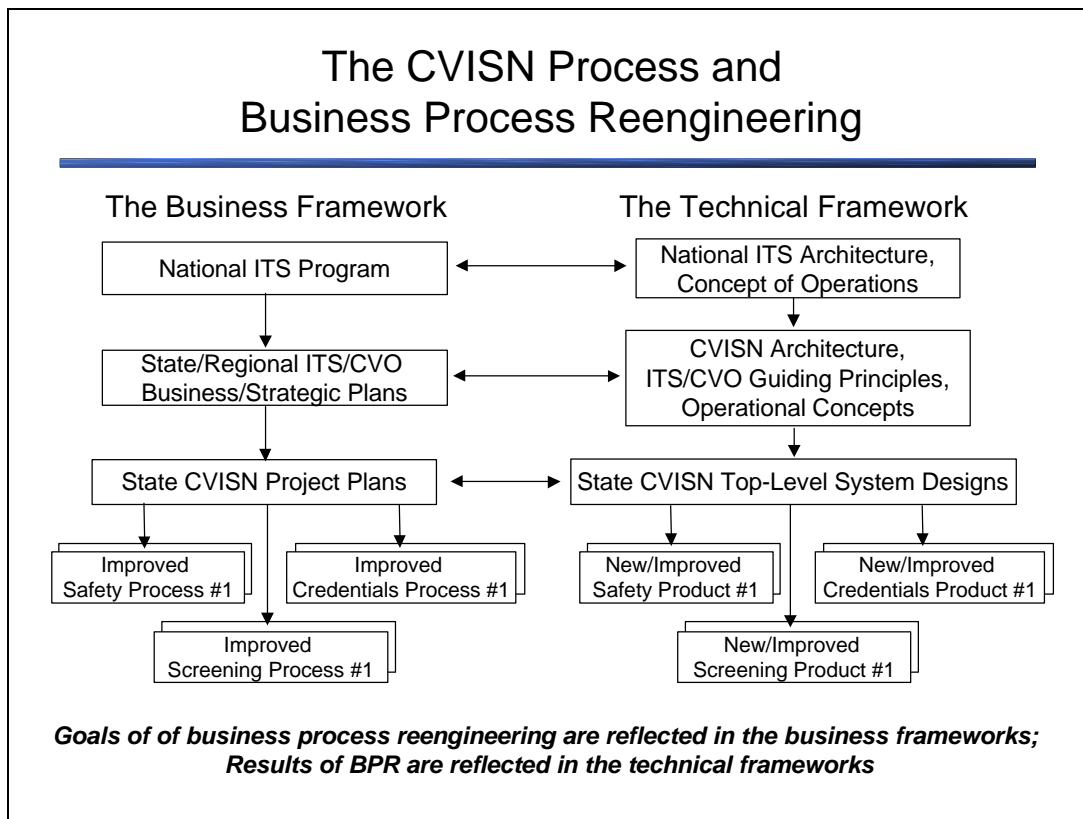 The CVISN Process and
Business Process Reengineering
The Business Framework
National ITS Program
State/Regional ITS/CVO
Business/Strategic Plans
State CVISN Project Plans
Improved
Safety Process #1
Improved
Credentials Process #1
Improved
Screening Process #1
The Technical Framework
National ITS Architecture,
Concept of Operations
CVISN Architecture,
ITS/CVO Guiding Principles,
Operational Concepts
State CVISN Top-Level System Designs
New/Improved
Safety Product #1
New/Improved
Credentials Product #1
New/Improved
Screening Product #1
Goals of of business process reengineering are reflected in the business frameworks;
Results of BPR are reflected in the technical frameworks